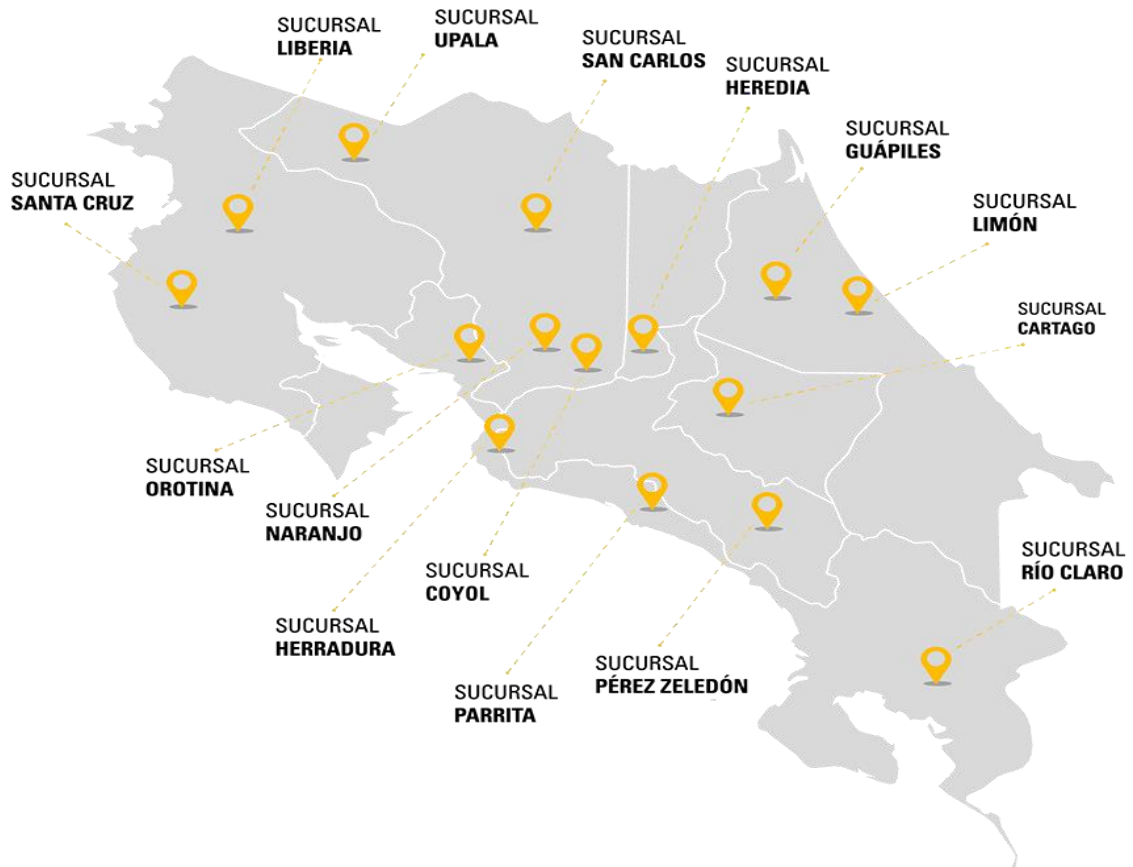 SUCURSAL
LIBERIA
SUCURSAL
UPALA
SUCURSAL
SAN CARLOS
SUCURSAL
HEREDIA
SUCURSAL
GUÁPILES
SUCURSAL
SANTA CRUZ
SUCURSAL
LIMÓN
SUCURSAL
CARTAGO
SUCURSAL
OROTINA
SUCURSAL
NARANJO
SUCURSAL
COYOL
SUCURSAL
RÍO CLARO
SUCURSAL
HERRADURA
SUCURSAL
PÉREZ ZELEDÓN
SUCURSAL
PARRITA